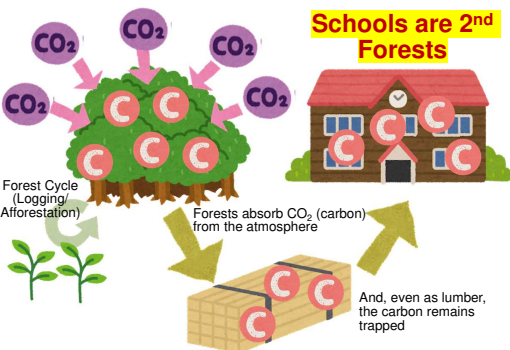 Schools are 2nd
Forests
CO2
CO2
CO2
CO2
CO2
C
C
C
C
C
C
C
C
C
Forest Cycle
(Logging/
Afforestation)
Forests absorb CO2 (carbon)
from the atmosphere
C
C
C
And, even as lumber,
the carbon remains
trapped